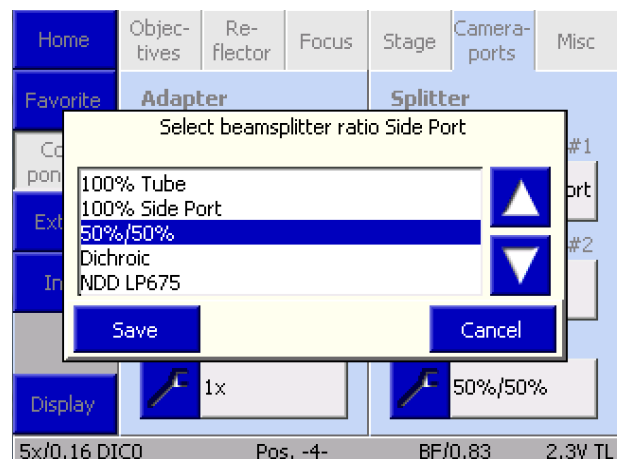 Home
Objec-
tives
Re-
flector
Focus
Stage
Camera-
ports
Misc
Favorite
Adapter
Splitter
Select beamsplitter ratio Side Port
#1
100% Tube
100% Side Port
50%/50%
Dichroic
NDD LP675
#2
Save
Cancel
Display
1x
50%/50%
5x/0.16 DIC0
Pos. -4-
BF/0.83
2.3V TL